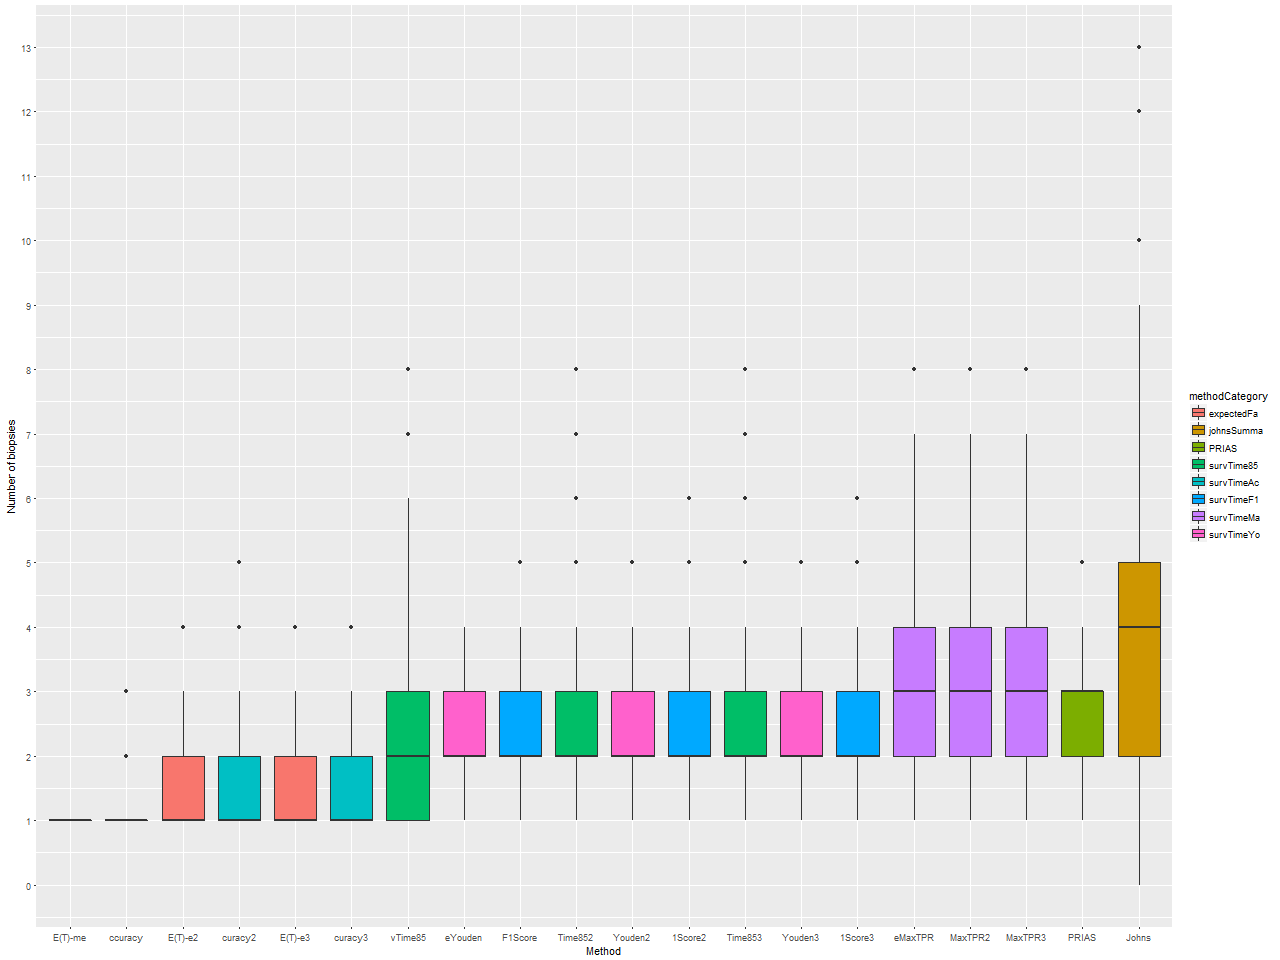 13
12
11
10
9
8
7
6
5
4
3
2
1
0
Number of biopsies
E(T)-me ccuracy E(T)-e2 curacy2 E(T)-e3 curacy3 vTime85 eYouden F1Score Time852 Youden2 1Score2 Time853 Youden3 1Score3 eMaxTPR MaxTPR2 MaxTPR3 PRIAS Johns
Method
methodCategory
expectedFa
johnsSumma
PRIAS
survTime85
survTimeAc
survTimeF1
survTimeMa
survTimeYo